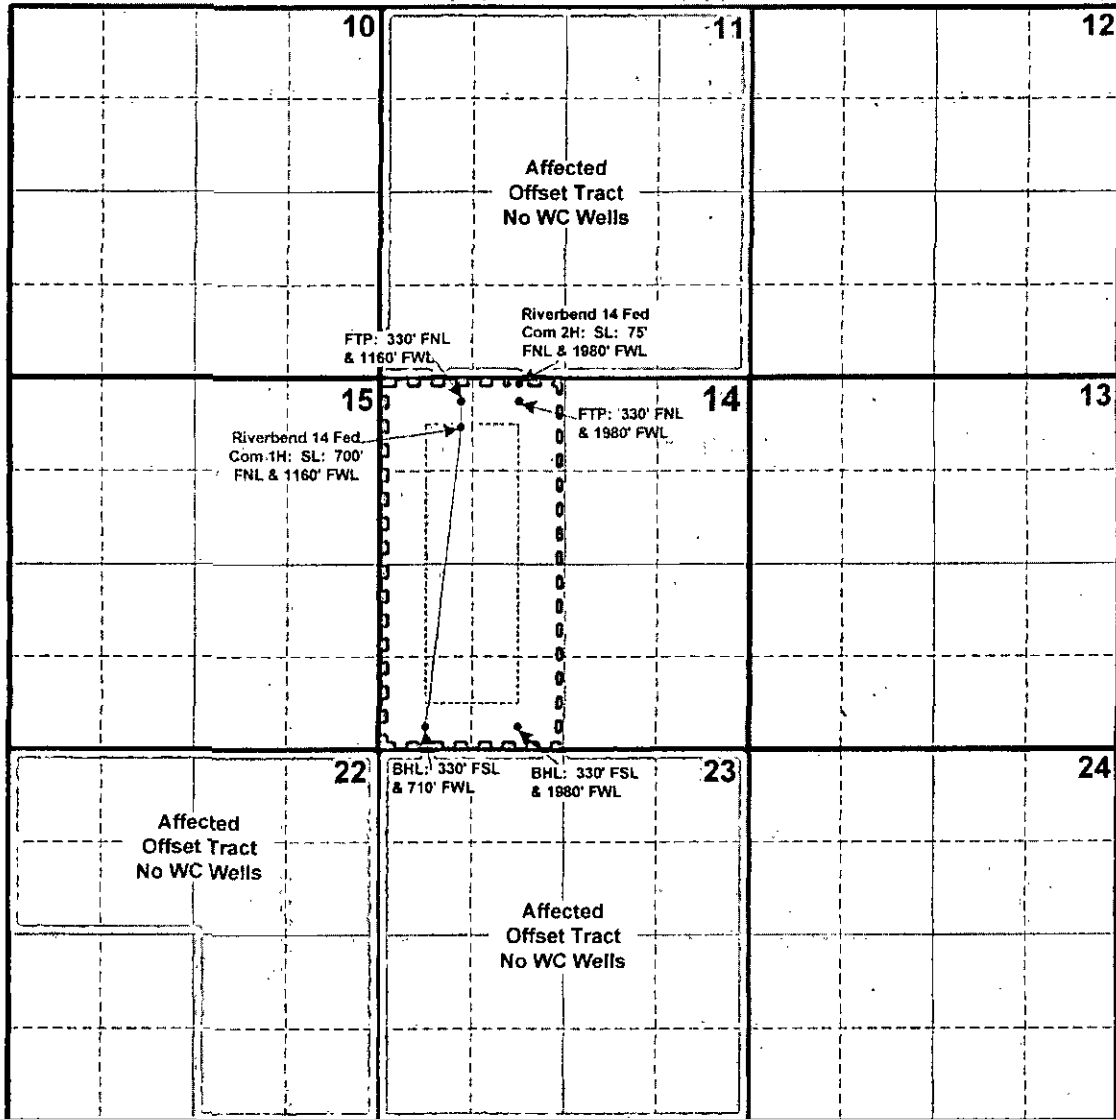 10
11
12
Affected
Offset Tract
No WC Wells
Riverbend 14 Fed
Com 2H: SL: 75'
FNL & 1980' FWL
FTP: 330' FNL
& 1160' FWL
15
14
13
FTP: 330' FNL
& 1980' FWL
Riverbend 14 Fed
Com 1H: SL: 700'
FNL & 1160' FWL
BHL: 330' FSL
& 710' FWL
BHL: 330' FSL
& 1980' FWL
22
23
24
Affected
Offset Tract
No WC Wells
Affected
Offset Tract
No WC Wells